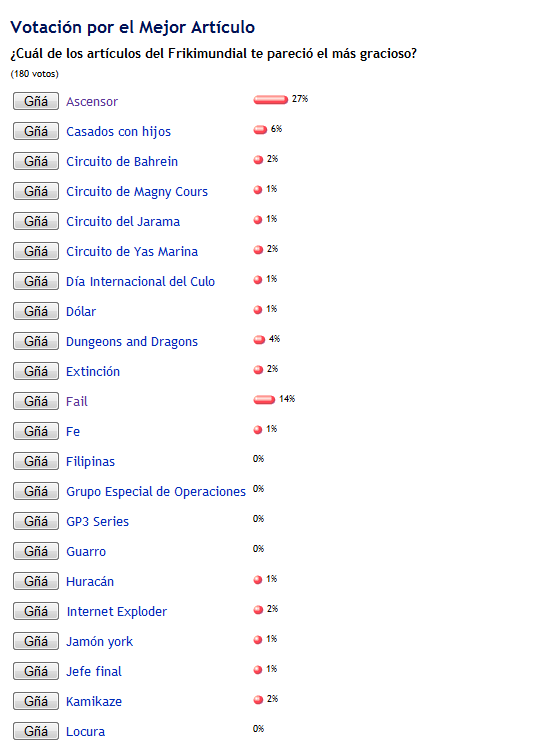 Votación por el Mejor Artículo
¿Cuál de los artículos del Frikimundial te pareció el más gracioso?
(180 votos)
Gñá Ascensor 27%
Gñá Casados con hijos 6%
Gñá Circuito de Bahrein 2%
Gñá Circuito de Magny Cours 1%
Gñá Circuito del Jarama 1%
Gñá Circuito de Yas Marina 2%
Gñá Día Internacional del Culo 1%
Gñá Dólar 1%
Gñá Dungeons and Dragons 4%
Gñá Extinción 2%
Gñá Fail 14%
Gñá Fe 1%
Gñá Filipinas 0%
Gñá Grupo Especial de Operaciones 0%
Gñá GP3 Series 0%
Gñá Guarro 0%
Gñá Huracán 1%
Gñá Internet Exploder 2%
Gñá Jamón york 1%
Gñá Jefe final 1%
Gñá Kamikaze 2%
Gñá Locura 0%